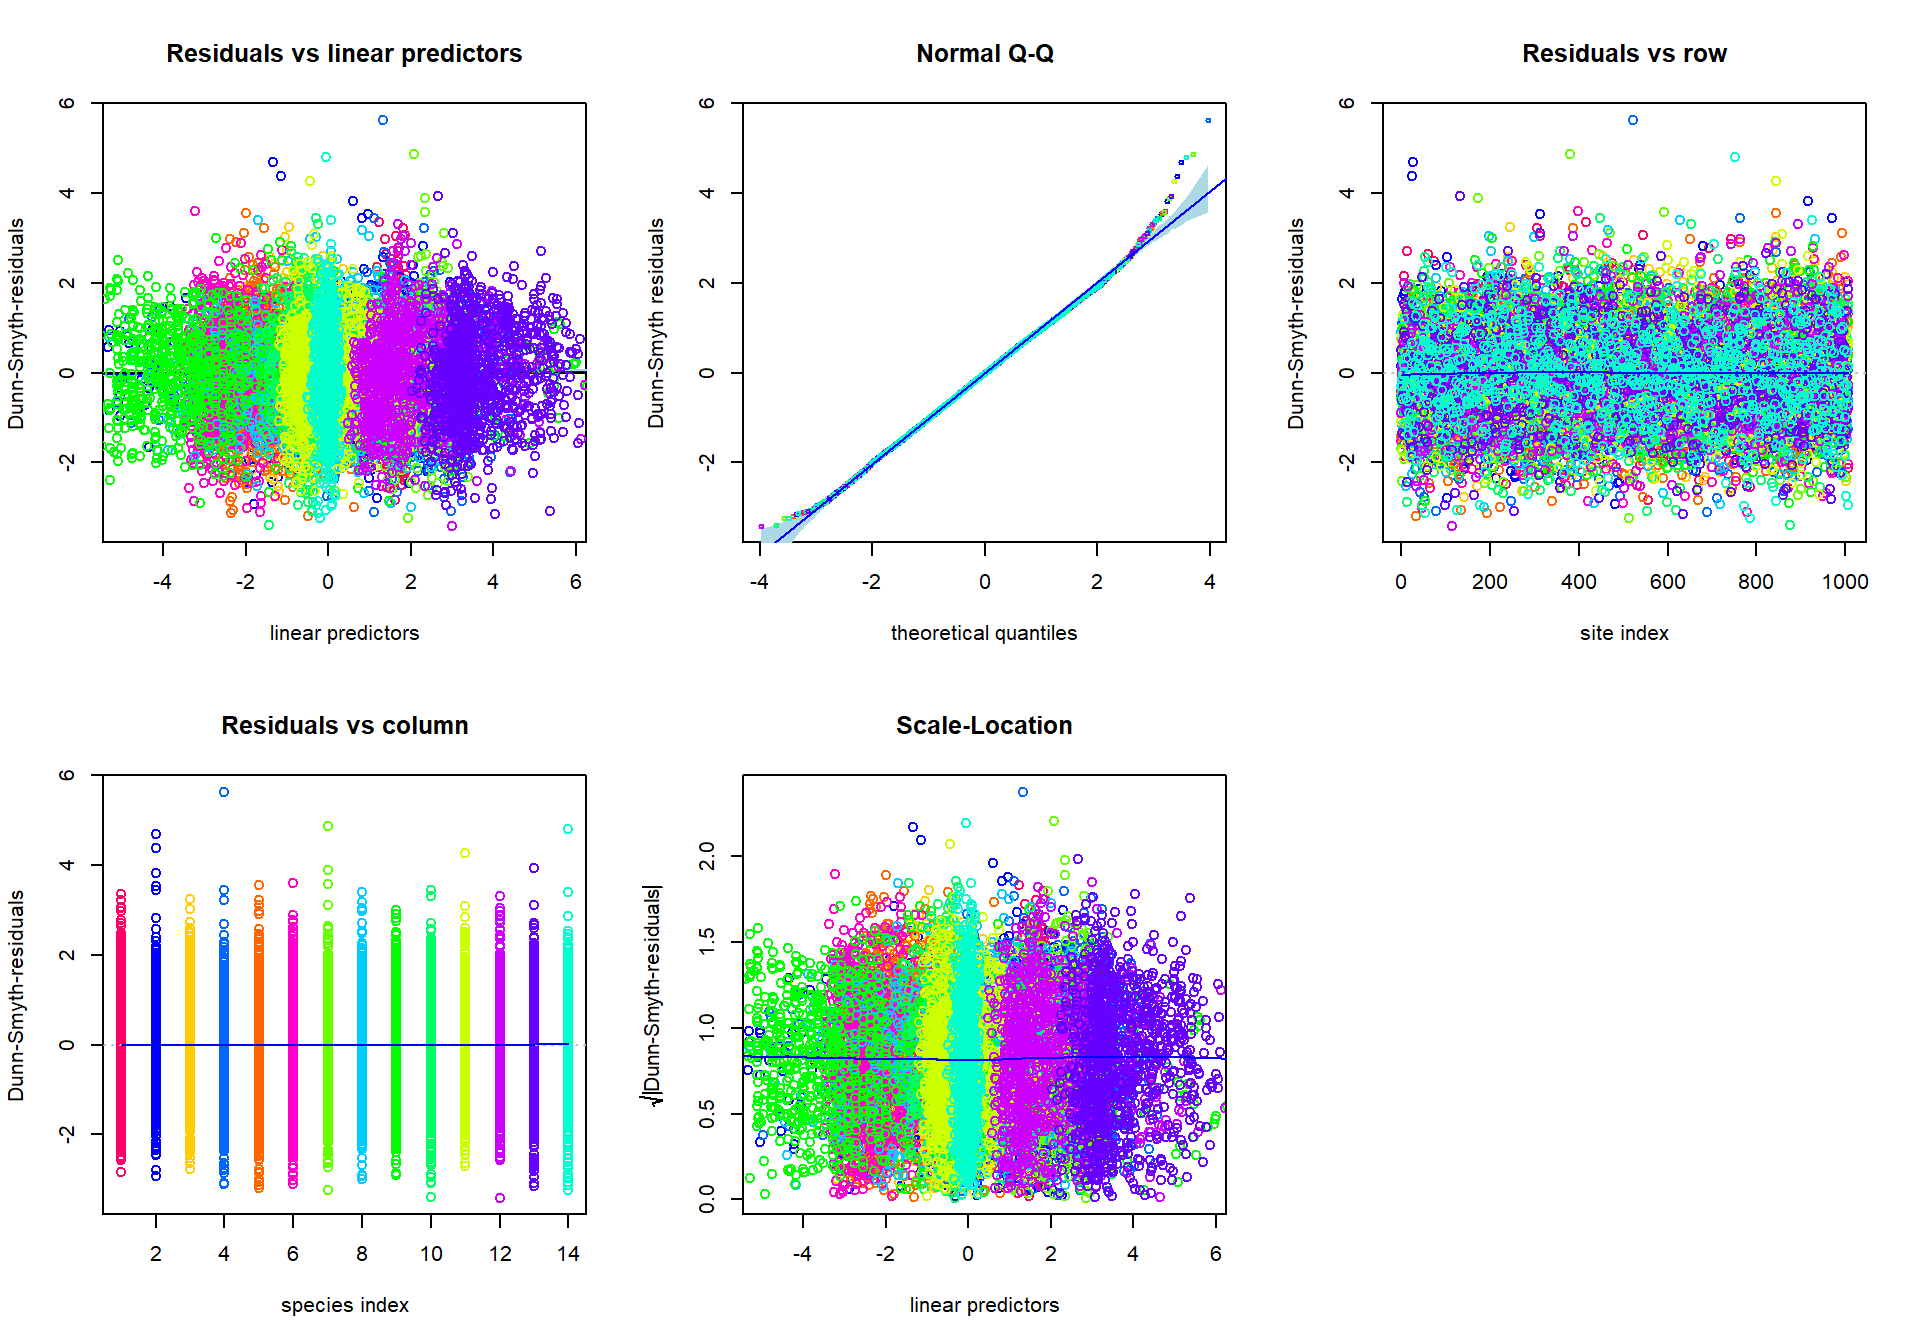 Residuals vs linear predictors
Dunn-Smyth-residuals
6
4
2
0
-2
-4 -2 0 2 4 6
linear predictors
Normal Q-Q
Dunn-Smyth residuals
6
4
2
0
-2
-4 -2 0 2 4
theoretical quantiles
Residuals vs row
Dunn-Smyth-residuals
6
4
2
0
-2
0 200 400 600 800 1000
site index
Residuals vs column
Dunn-Smyth-residuals
6
4
2
0
-2
2 4 6 8 10 12 14
species index
Scale-Location
√|Dunn-Smyth-residuals|
2.0
1.5
1.0
0.5
0.0
-4 -2 0 2 4 6
linear predictors